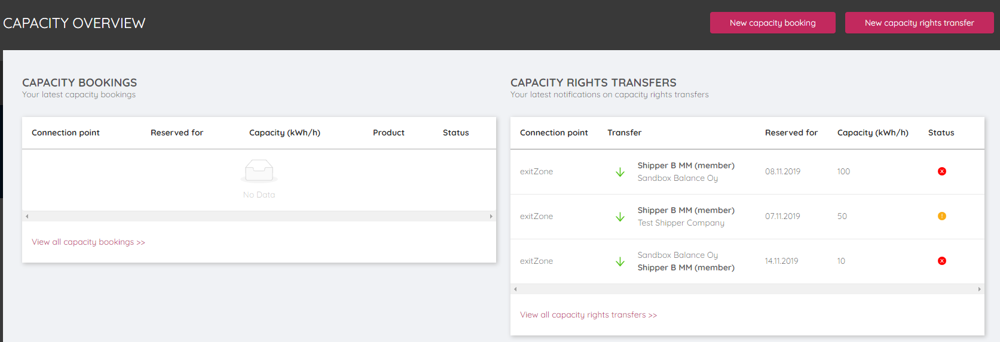 CAPACITY OVERVIEW
New capacity booking
New capacity rights transfer
CAPACITY BOOKINGS
Your latest capacity bookings
Connection point Reserved for Capacity (kWh/h) Product Status
No Data
View all capacity bookings >>
CAPACITY RIGHTS TRANSFERS
Your latest notifications on capacity rights transfers
Connection point Transfer Reserved for Capacity (kWh/h) Status
Shipper B MM (member)
exitZone 08.11.2019 100
Sandbox Balance Oy
Shipper B MM (member)
exitZone 07.11.2019 50
Test Shipper Company
Sandbox Balance Oy
exitZone 14.11.2019 10
Shipper B MM (member)
View all capacity rights transfers >>